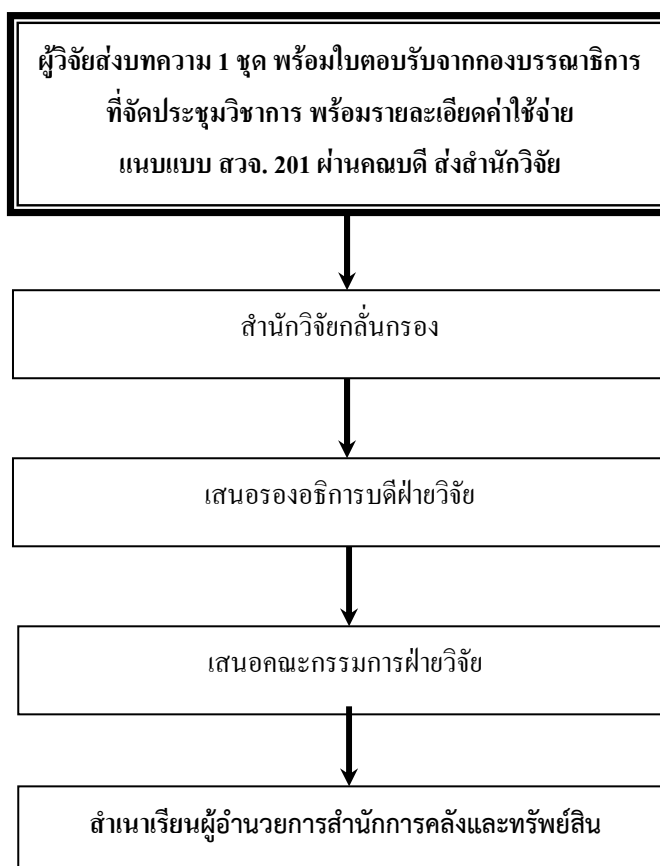 ผู้วิจัยส่งบทความ 1 ชุด พร้อมใบตอบรับจากกองบรรณาธิการ
ที่จัดประชุมวิชาการ พร้อมรายละเอียดค่าใช้จ่าย
แนบแบบ สวจ. 201 ผ่านคณบดี ส่งสำนักวิจัย
สำนักวิจัยกลั่นกรอง
เสนอรองอธิการบดีฝ่ายวิจัย
เสนอคณะกรรมการฝ่ายวิจัย
สำเนาเรียนผู้อำนวยการสำนักการคลังและทรัพย์สิน